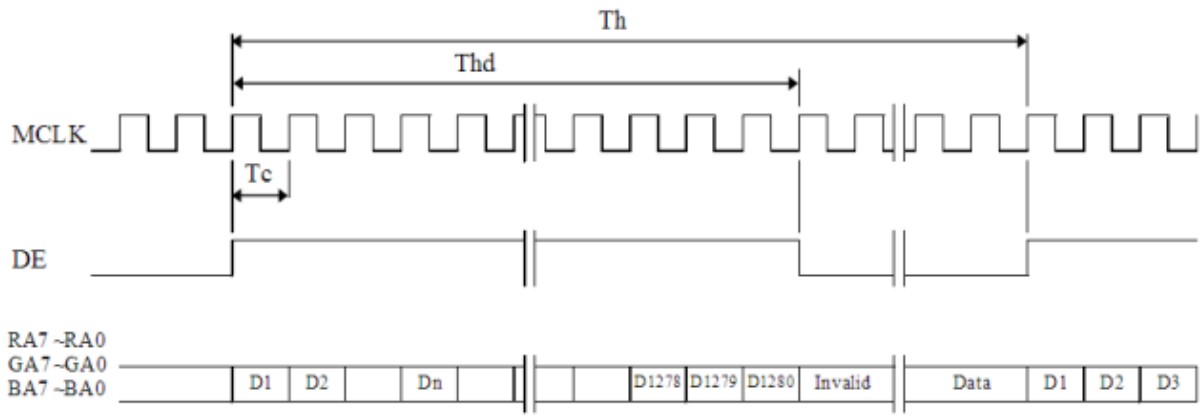 Th
Thd
MCLK
Tc
DE
RA7~RA0
GA7~GA0
BA7~BA0
D1 D2 Dn D1278 D1279 D1280 Invalid Data D1 D2 D3